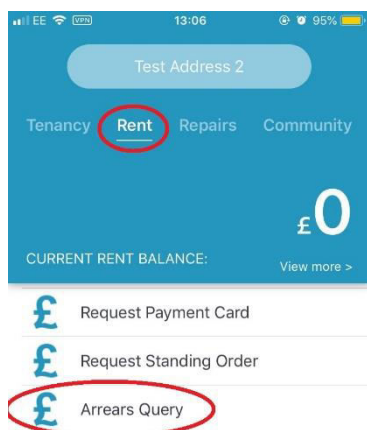 EE VPN 13:06 95%
Test Address 2
Tenancy Rent Repairs Community
£0
CURRENT RENT BALANCE: View more >
£ Request Payment Card
£ Request Standing Order
£ Arrears Query